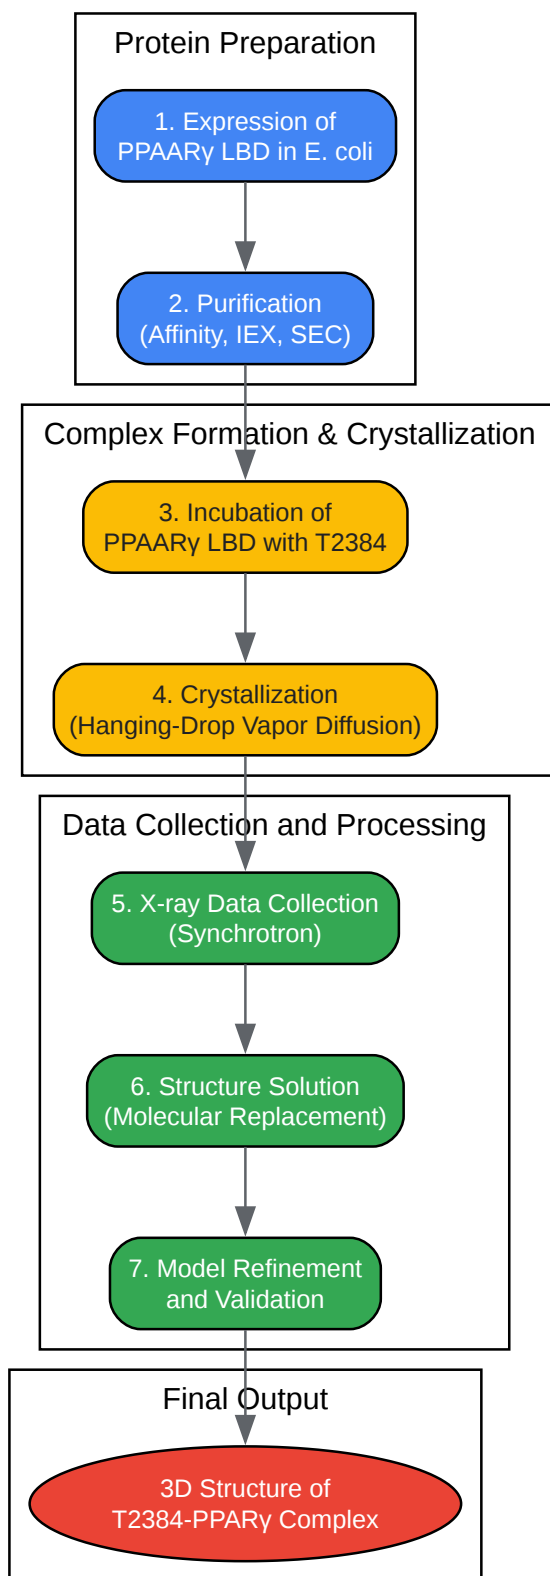 Protein Preparation
1. Expression of
PPAARγ LBD in E. coli
2. Purification
(Affinity, IEX, SEC)
Complex Formation & Crystallization
3. Incubation of
PPAARγ LBD with T2384
4. Crystallization
(Hanging-Drop Vapor Diffusion)
Data Collection and Processing
5. X-ray Data Collection
(Synchrotron)
6. Structure Solution
(Molecular Replacement)
7. Model Refinement
and Validation
Final Output
3D Structure of
T2384-PPARγ Complex